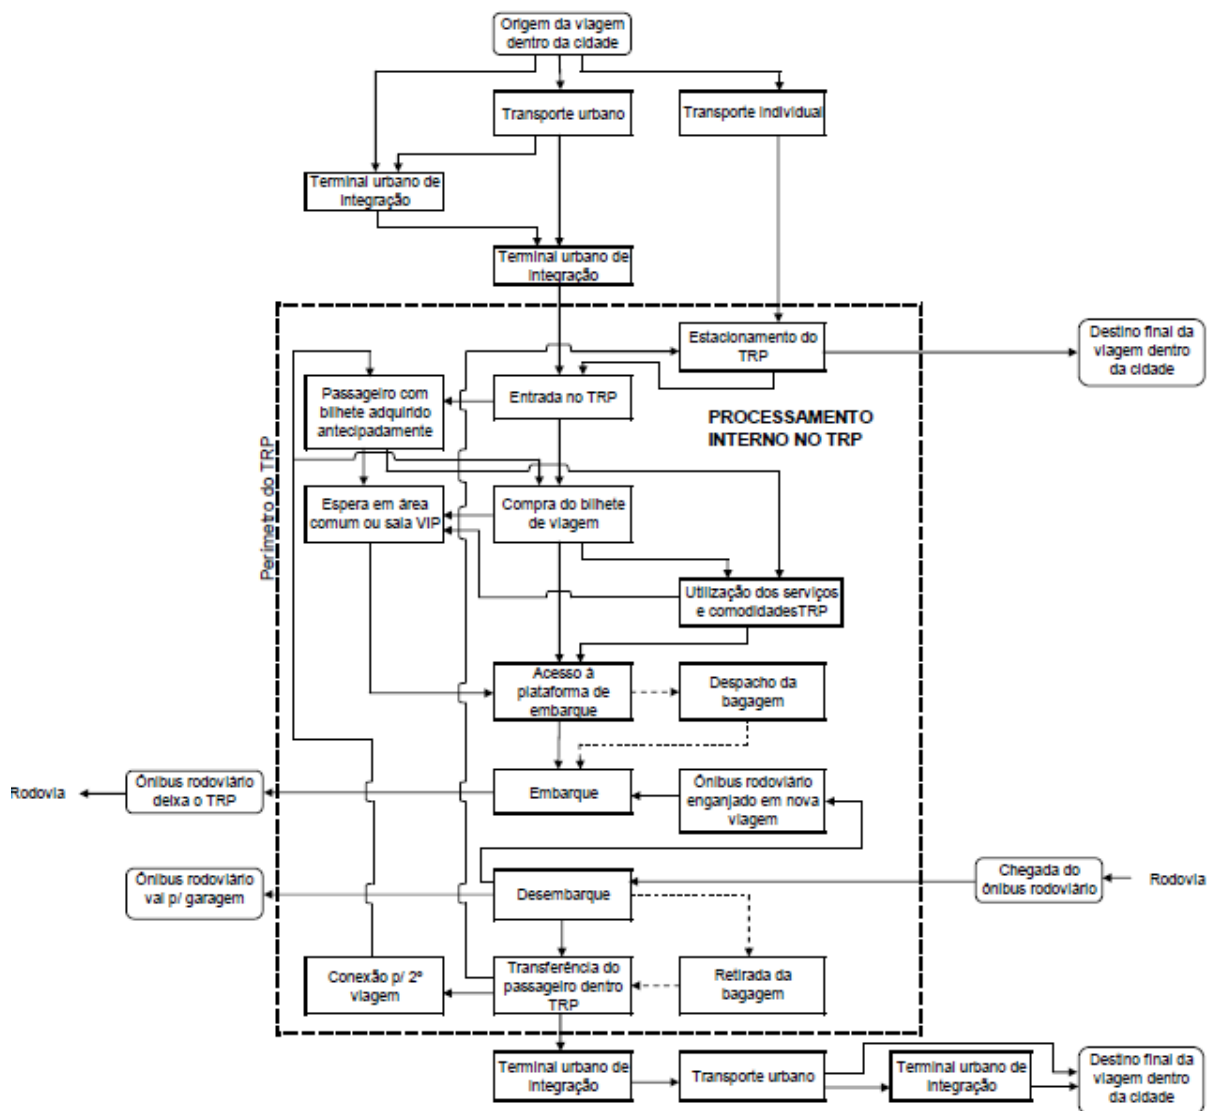 Origem da viagem
dentro da cidade
Transporte urbano
Transporte individual
Terminal urbano de
integração
Terminal urbano de
integração
Estacionamento do
TRP
Destino final da
viagem dentro
da cidade
Passageiro com
bilhete adquirido
antecipadamente
Entrada no TRP
PROCESSAMENTO
INTERNO NO TRP
Perímetro do TRP
Espera em área
comum ou sala VIP
Compra do bilhete
de viagem
Utilização dos serviços
e comodidadesTRP
Acesso à
plataforma de
embarque
Despacho da
bagagem
Rodovia
Ônibus rodoviário
deixa o TRP
Embarque
Ônibus rodoviário
enganjado em nova
viagem
Ônibus rodoviário
vai p/ garagem
Desembarque
Chegada do
ônibus rodoviário
Rodovia
Conexão p/ 2º
viagem
Transferência do
passageiro dentro
TRP
Retirada da
bagagem
Terminal urbano de
integração
Transporte urbano
Terminal urbano de
integração
Destino final da
viagem dentro
da cidade